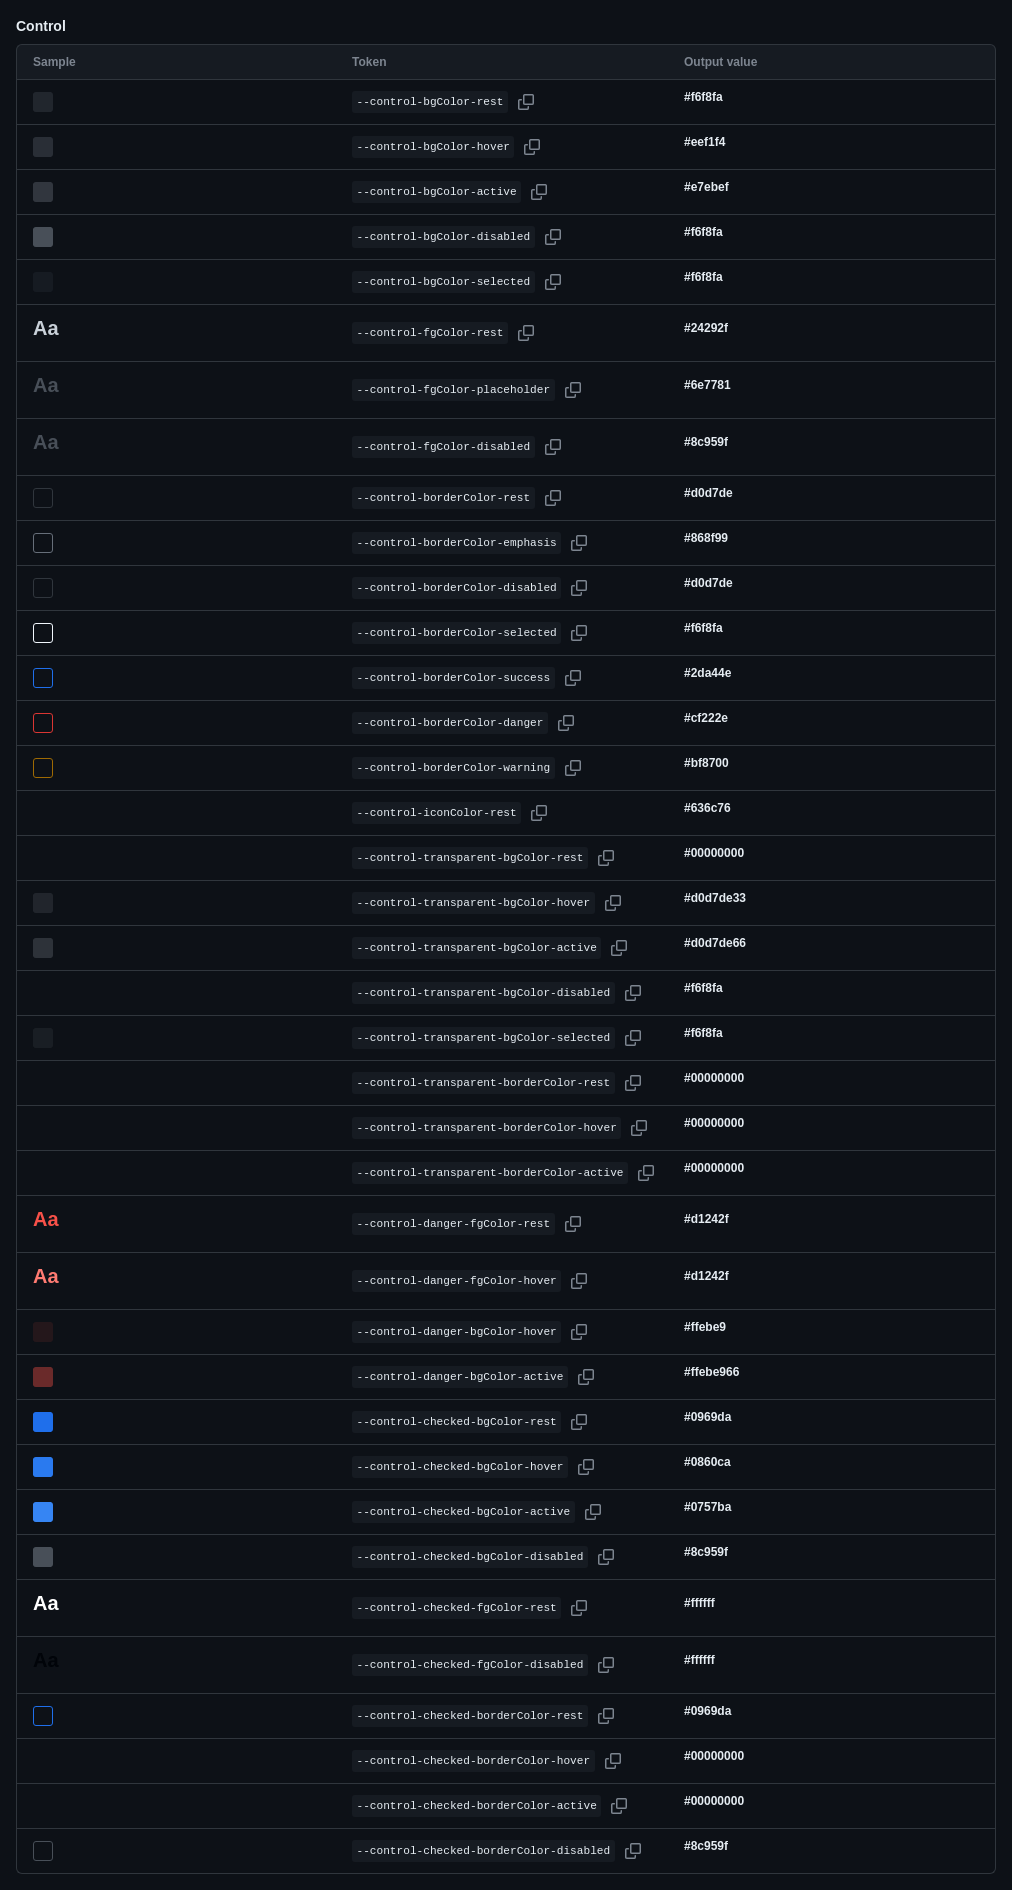 Control
Sample Token Output value
--control-bgColor-rest #f6f8fa
--control-bgColor-hover #eef1f4
--control-bgColor-active #e7ebef
--control-bgColor-disabled #f6f8fa
--control-bgColor-selected #f6f8fa
Aa --control-fgColor-rest #24292f
Aa --control-fgColor-placeholder #6e7781
Aa --control-fgColor-disabled #8c959f
--control-borderColor-rest #d0d7de
--control-borderColor-emphasis #868f99
--control-borderColor-disabled #d0d7de
--control-borderColor-selected #f6f8fa
--control-borderColor-success #2da44e
--control-borderColor-danger #cf222e
--control-borderColor-warning #bf8700
--control-iconColor-rest #636c76
--control-transparent-bgColor-rest #00000000
--control-transparent-bgColor-hover #d0d7de33
--control-transparent-bgColor-active #d0d7de66
--control-transparent-bgColor-disabled #f6f8fa
--control-transparent-bgColor-selected #f6f8fa
--control-transparent-borderColor-rest #00000000
--control-transparent-borderColor-hover #00000000
--control-transparent-borderColor-active #00000000
Aa --control-danger-fgColor-rest #d1242f
Aa --control-danger-fgColor-hover #d1242f
--control-danger-bgColor-hover #ffebe9
--control-danger-bgColor-active #ffebe966
--control-checked-bgColor-rest #0969da
--control-checked-bgColor-hover #0860ca
--control-checked-bgColor-active #0757ba
--control-checked-bgColor-disabled #8c959f
Aa --control-checked-fgColor-rest #ffffff
Aa --control-checked-fgColor-disabled #ffffff
--control-checked-borderColor-rest #0969da
--control-checked-borderColor-hover #00000000
--control-checked-borderColor-active #00000000
--control-checked-borderColor-disabled #8c959f